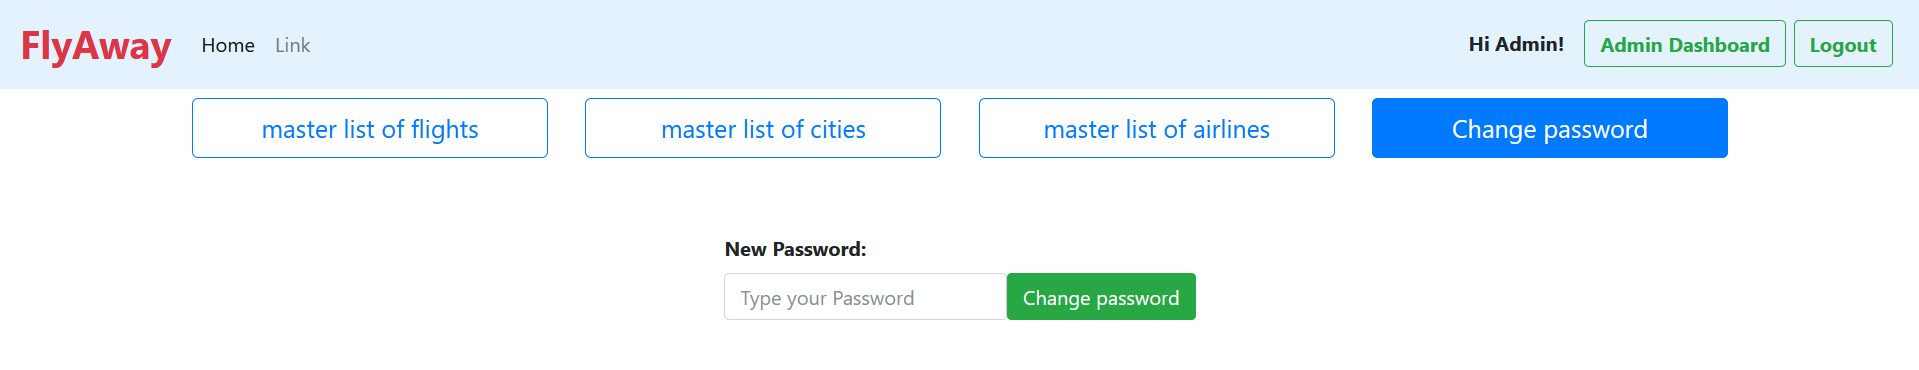 FlyAway Home Link Hi Admin! Admin Dashboard Logout
master list of flights master list of cities master list of airlines Change password
New Password:
Type your Password Change password